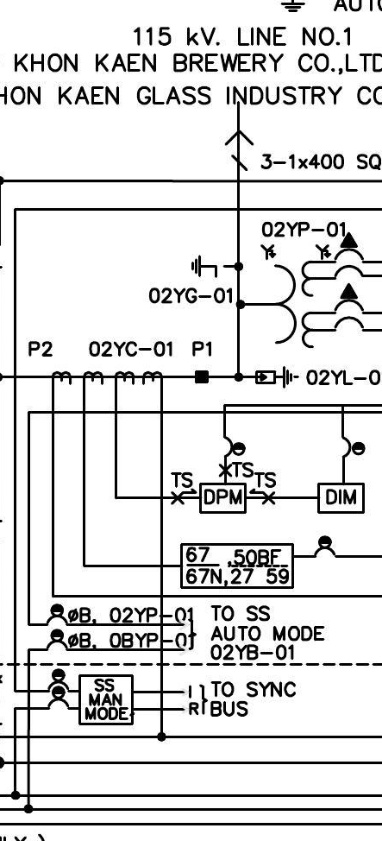 AUTO
115 kV. LINE NO.1
KHON KAEN BREWERY CO.,LTD
HON KAEN GLASS INDUSTRY CO
3-1x400 SQ
02YP-01
02YG-01
P2 02YC-01 P1
02YL-0
TS TS TS
DPM DIM
67 50BF
67N,27 59
øB, 02YP-01 TO SS
øB, 0BYP-01 AUTO MODE
02YB-01
SS
MAN
MODE
I TO SYNC
R BUS